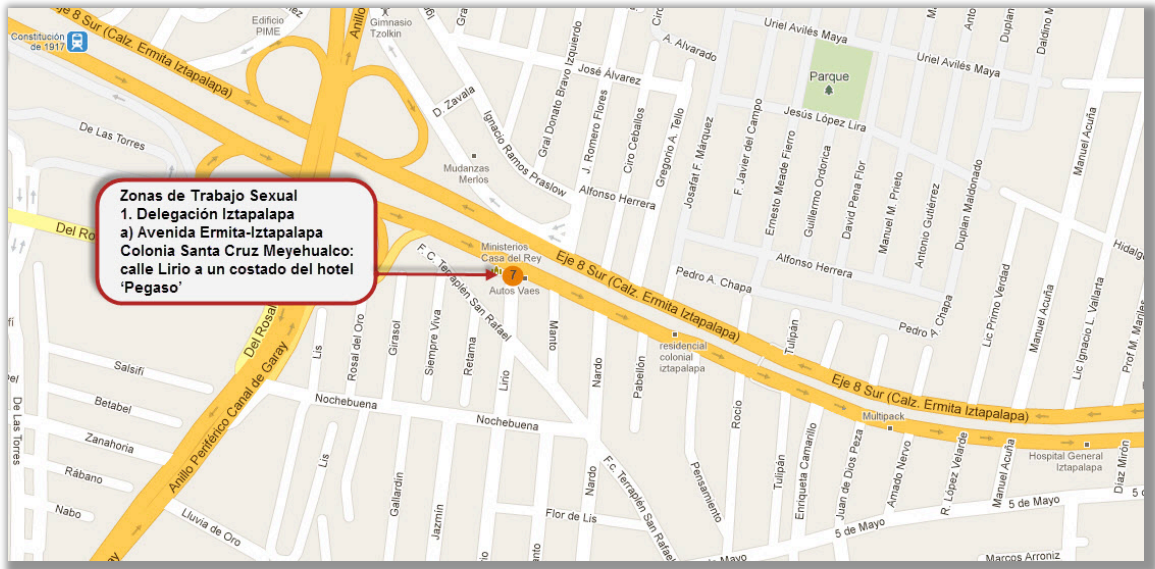 Constitución
de 1917
Edificio
PIME
Gimnasio
Tzolkin
Anillo
Eje 8 Sur (Calz. Ermita Iztapalapa)
De Las Torres
D. Zavala
Ignacio Ramos Praslow
Gral Donato Bravo Izquierdo
José Álvarez
J. Romero Flores
Ciro Ceballos
Gregorio A. Tello
A. Alvarado
Uriel Avilés Maya
Uriel Avilés Maya
Parque
Jesús López Lira
Josafat F. Marquez
F. Javier del Campo
Ernesto Meade Fierro
Guillermo Ordorica
David Pena Flor
Manuel M. Prieto
Antonio Gutiérrez
Duplan Maldonado
Manuel Acuña
Hidalgo
Mudanzas
Merlos
Alfonso Herrera
Zonas de Trabajo Sexual
1. Delegación Iztapalapa
a) Avenida Ermita-Iztapalapa
Colonia Santa Cruz Meyehualco:
calle Lirio a un costado del hotel
‘Pegaso’
Ministerios
Casa del Rey
7
Autos Vaes
F. C. Terraplén San Rafael
Eje 8 Sur (Calz. Ermita Iztapalapa)
Alfonso Herrera
Pedro A. Chapa
Pedro A. Chapa
Lic Primo Verdad
Manuel Acuña
Lic Ignacio L. Vallarta
Prof M. Manles
Del Rosal
Anillo Periférico Canal de Garay
Lis
Rosal del Oro
Girasol
Siempre Viva
Retama
Lirio
Manto
Nardo
Pabellón
residencial
colonial
iztapalapa
Tulipán
Rocío
Eje 8 Sur (Calz. Ermita Iztapalapa)
Multipack
Hospital General
Iztapalapa
Salsifí
Betabel
Zanahoria
Rábano
Nabo
De Las Torres
Nochebuena
Nochebuena
Lis
Lluvia de Oro
Gallardín
Jazmín
Flor de Lis
Nardo
F.c. Terraplén San Rafael
Pensamiento
Tulipán
Enriqueta Camarillo
Juan de Dios Peza
Amado Nervo
R. López Velarde
Manuel Acuña
Díaz Mirón
5 de Mayo
5 de Mayo
de Mayo
Marcos Arroniz